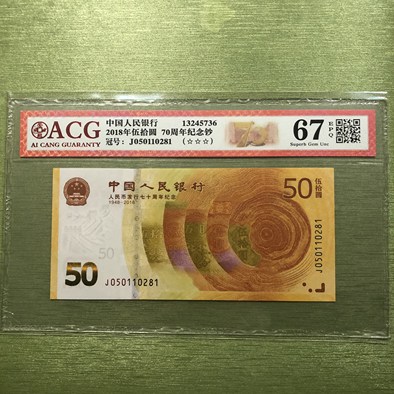 ACG
AI CANG GUARANTY
中国人民银行 13245736
2018年伍拾圆 70周年纪念钞
冠号: J050110281 (☆☆☆)
67 EPQ
Superb Gem Unc
中国人民银行
人民币发行七十周年纪念
1948-2018
50 伍拾圆
50
50
J050110281
J050110281